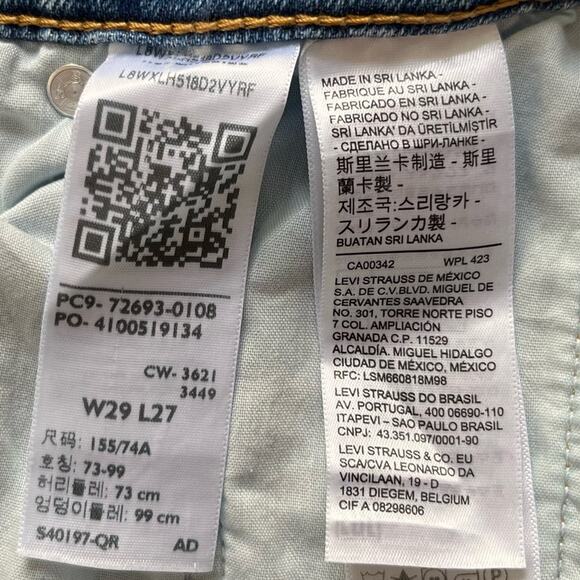 L8WXLH518D2VYRF
PC9- 72693-0108
PO- 4100519134
CW- 3621
3449
W29 L27
尺码: 155/74A
호칭: 73-99
허리둘레: 73 cm
엉덩이둘레: 99 cm
S40197-QR AD
MADE IN SRI LANKA -
FABRIQUE AU SRI LANKA -
FABRICADO EN SRI LANKA -
FABRICADO NO SRI LANKA -
SRİ LANKA' DA ÜRETİLMİŞTİR
- СДЕЛАНО В ШРИ-ЛАНКЕ -
斯里兰卡制造 - 斯里
蘭卡製 -
제조국:스리랑카 -
スリランカ製 -
BUATAN SRI LANKA
CA00342 WPL 423
LEVI STRAUSS DE MÉXICO
S.A. DE C.V.BLVD. MIGUEL DE
CERVANTES SAAVEDRA
NO. 301, TORRE NORTE PISO
7 COL. AMPLIACIÓN
GRANADA C.P. 11529
ALCALDÍA. MIGUEL HIDALGO
CIUDAD DE MÉXICO, MÉXICO
RFC: LSM660818M98
LEVI STRAUSS DO BRASIL
AV. PORTUGAL, 400 06690-110
ITAPEVI – SAO PAULO BRASIL
CNPJ: 43.351.097/0001-90
LEVI STRAUSS & CO. EU
SCA/CVA LEONARDO DA
VINCILAAN, 19 - D
1831 DIEGEM, BELGIUM
CIF A 08298606